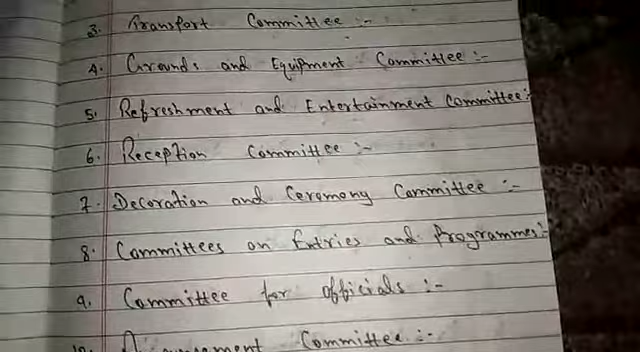 3. Transport Committee :-
4. Grounds and Equipment Committee :-
5. Refreshment and Entertainment Committee:-
6. Reception Committee :-
7. Decoration and Ceremony Committee :-
8. Committees on Entries and Programmes:-
9. Committee for officials :-
Committee :-